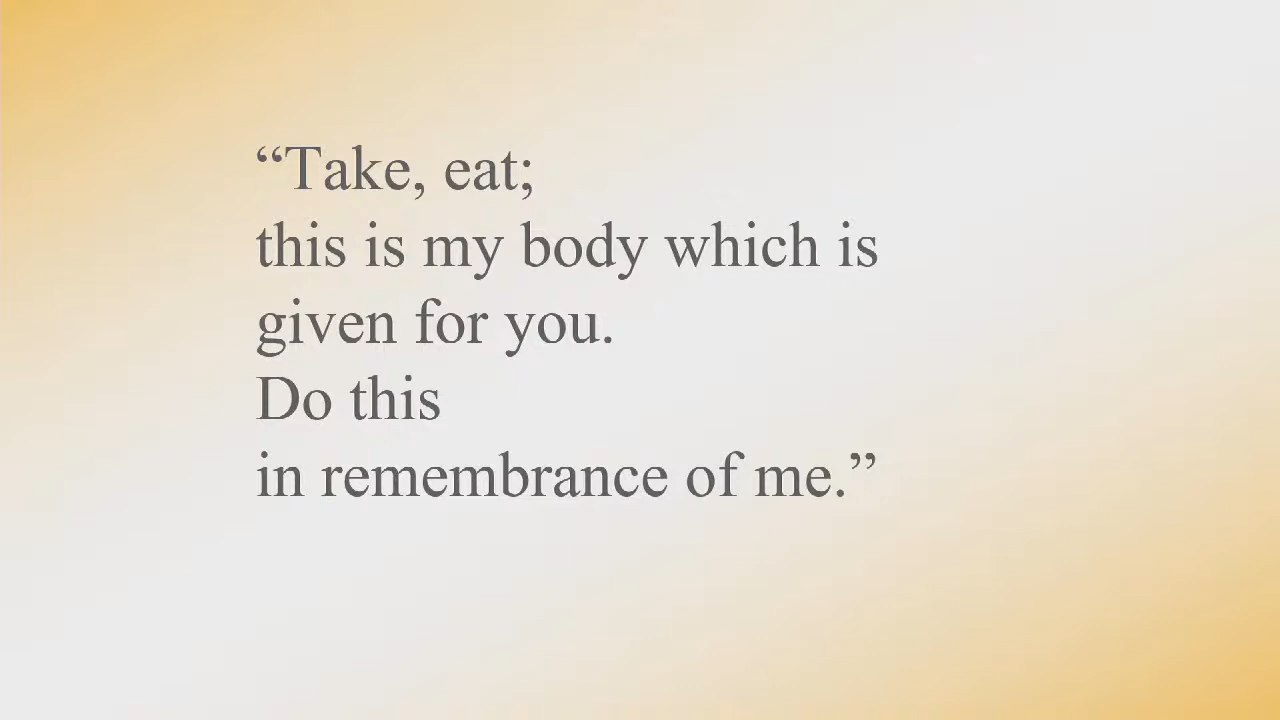 “Take, eat;
this is my body which is
given for you.
Do this
in remembrance of me.”